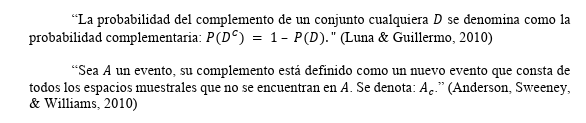 “La probabilidad del complemento de un conjunto cualquiera D se denomina como la
probabilidad complementaria: P(Dᶜ) = 1 – P(D)." (Luna & Guillermo, 2010)
“Sea A un evento, su complemento está definido como un nuevo evento que consta de
todos los espacios muestrales que no se encuentran en A. Se denota: A𝑐.” (Anderson, Sweeney,
& Williams, 2010)